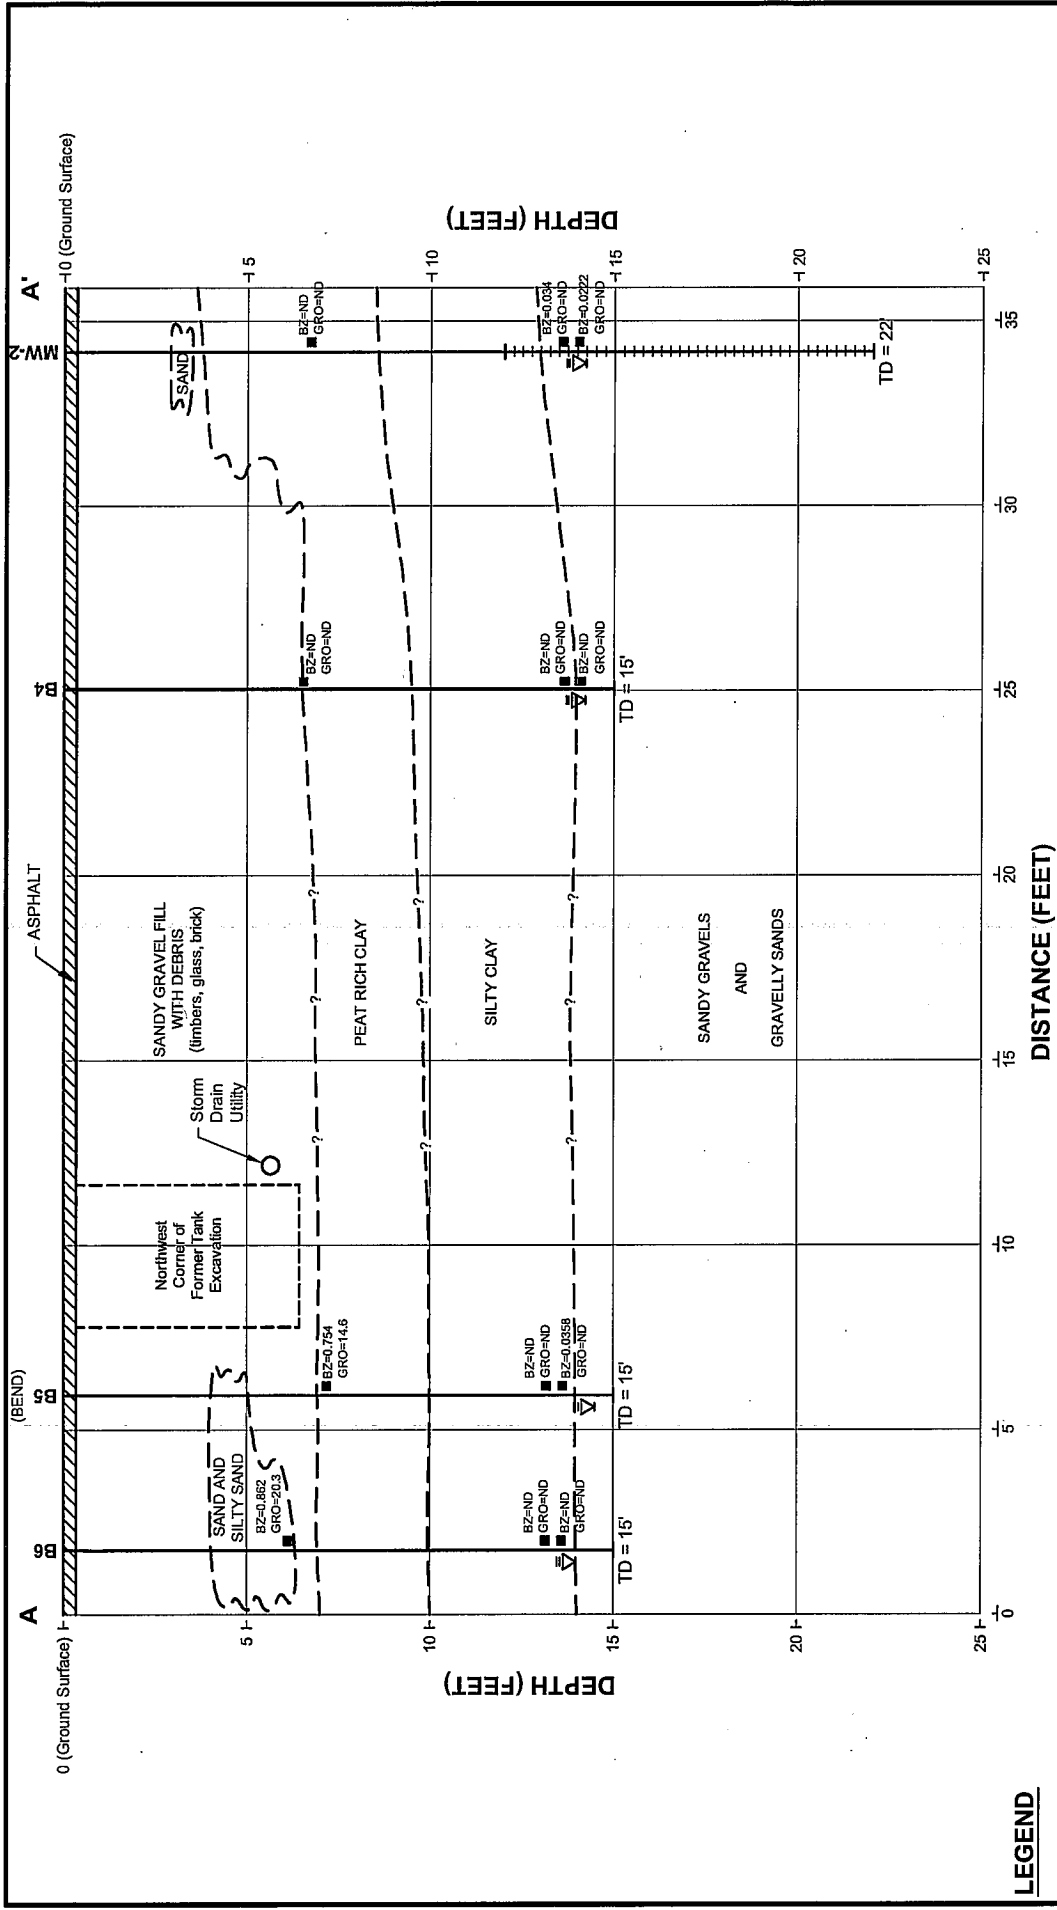 A
B6
B5
(BEND)
B4
MW-2
A'
0 (Ground Surface)
0 (Ground Surface)
ASPHALT
SANDY GRAVEL FILL
WITH DEBRIS
(timbers, glass, brick)
Storm
Drain
Utility
Northwest
Corner of
Former Tank
Excavation
SAND AND
SILTY SAND
BZ=0.862
GRO=20.3
SAND
5
5
BZ=0.754
GRO=14.6
BZ=ND
GRO=ND
BZ=ND
GRO=ND
?
?
?
PEAT RICH CLAY
10
10
?
?
?
SILTY CLAY
BZ=ND
GRO=ND
BZ=ND
GRO=ND
BZ=ND
GRO=ND
BZ=0.0358
GRO=ND
BZ=ND
GRO=ND
BZ=ND
GRO=ND
BZ=0.034
GRO=ND
BZ=0.0222
GRO=ND
?
?
?
15
15
TD = 15'
TD = 15'
TD = 15'
TD = 22'
SANDY GRAVELS
AND
GRAVELLY SANDS
20
20
25
25
DEPTH (FEET)
DEPTH (FEET)
0
5
10
15
20
25
30
35
DISTANCE (FEET)
LEGEND